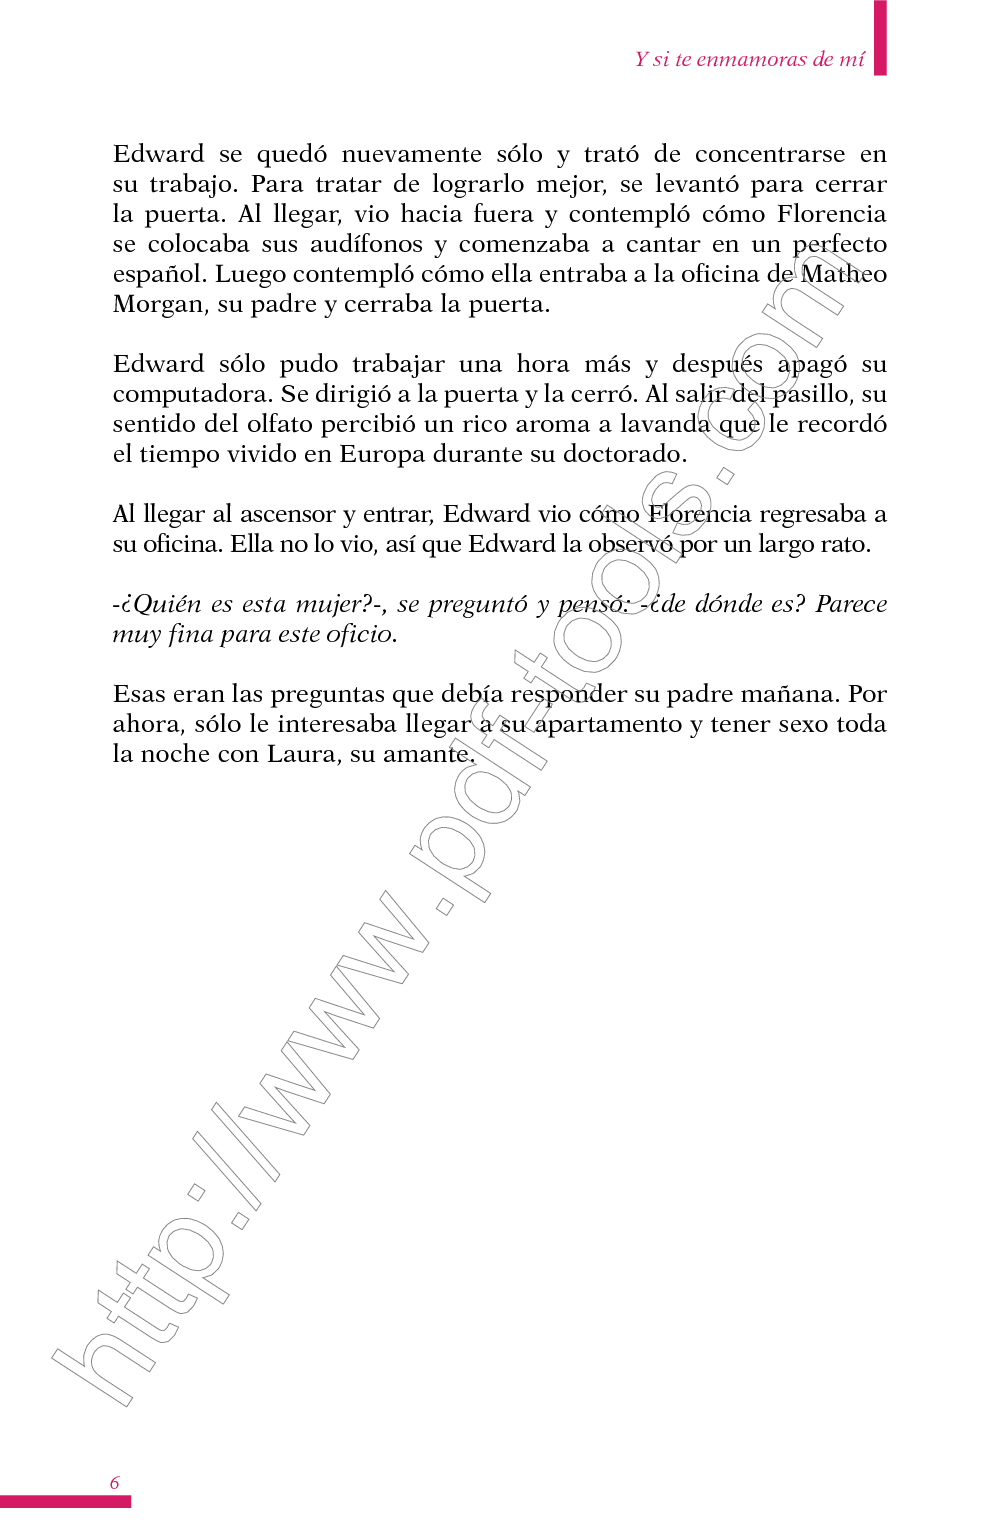 Y si te enmamoras de mí
Edward se quedó nuevamente sólo y trató de concentrarse en
su trabajo. Para tratar de lograrlo mejor, se levantó para cerrar
la puerta. Al llegar, vio hacia fuera y contempló cómo Florencia
se colocaba sus audífonos y comenzaba a cantar en un perfecto
español. Luego contempló cómo ella entraba a la oficina de Matheo
Morgan, su padre y cerraba la puerta.
Edward sólo pudo trabajar una hora más y después apagó su
computadora. Se dirigió a la puerta y la cerró. Al salir del pasillo, su
sentido del olfato percibió un rico aroma a lavanda que le recordó
el tiempo vivido en Europa durante su doctorado.
Al llegar al ascensor y entrar, Edward vio cómo Florencia regresaba a
su oficina. Ella no lo vio, así que Edward la observó por un largo rato.
-¿Quién es esta mujer?-, se preguntó y pensó: -¿de dónde es? Parece
muy fina para este oficio.
Esas eran las preguntas que debía responder su padre mañana. Por
ahora, sólo le interesaba llegar a su apartamento y tener sexo toda
la noche con Laura, su amante.
http://www.pdf-tools.com
6